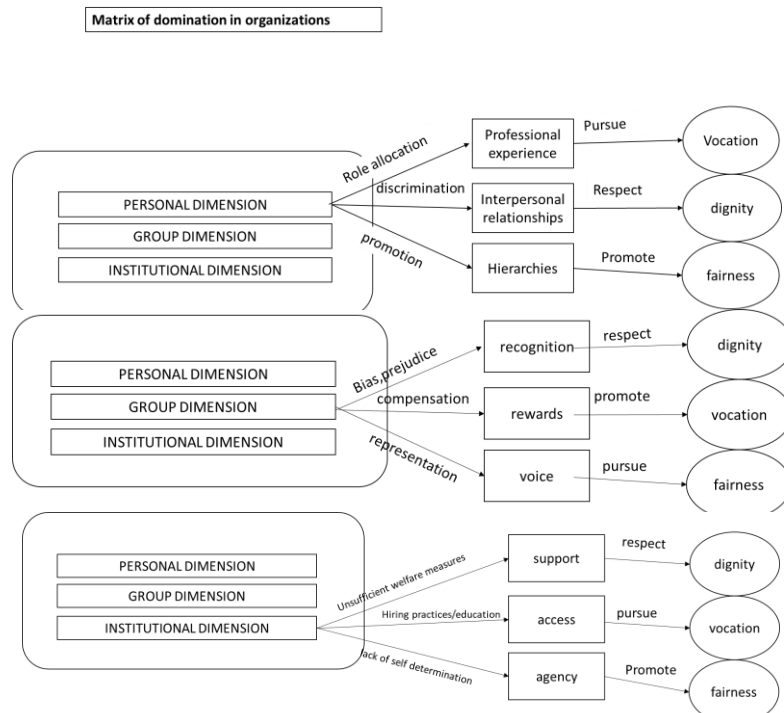 Matrix of domination in organizations
Role allocation
Professional
experience
Pursue
Vocation
PERSONAL DIMENSION
discrimination
Interpersonal
relationships
Respect
dignity
GROUP DIMENSION
INSTITUTIONAL DIMENSION
promotion
Hierarchies
Promote
fairness
PERSONAL DIMENSION
Bias,prejudice
recognition
respect
dignity
GROUP DIMENSION
compensation
rewards
promote
vocation
INSTITUTIONAL DIMENSION
representation
voice
pursue
fairness
PERSONAL DIMENSION
Unsufficient welfare measures
support
respect
dignity
GROUP DIMENSION
Hiring practices/education
access
pursue
vocation
INSTITUTIONAL DIMENSION
lack of self determination
agency
Promote
fairness